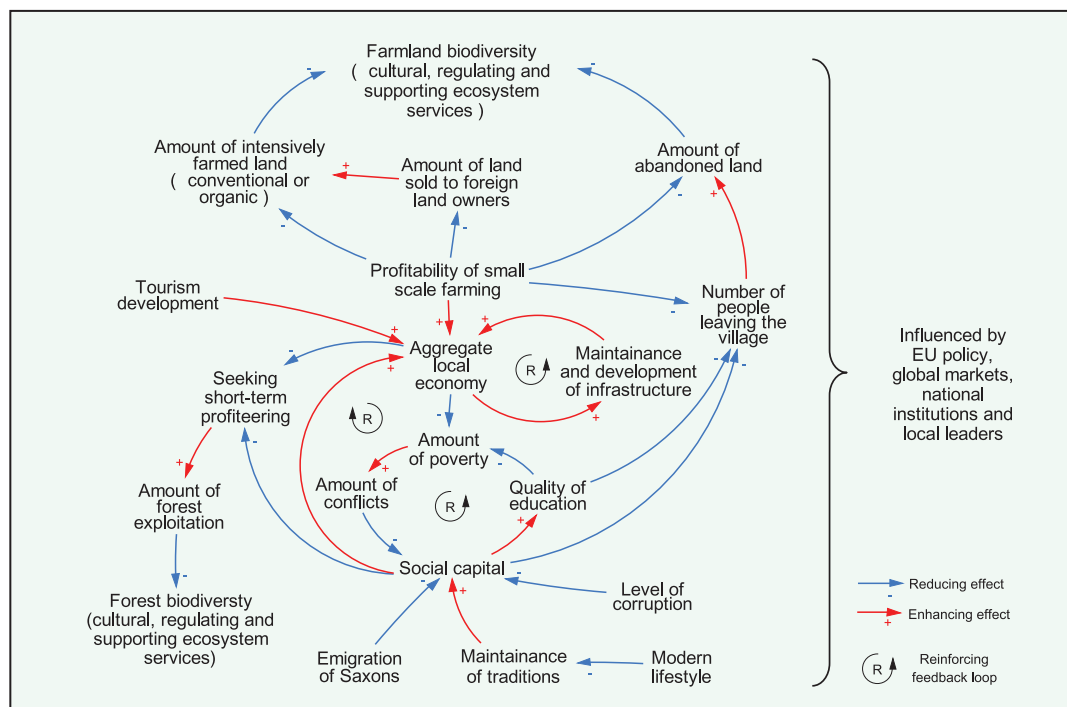 Farmland biodiversity
( cultural, regulating and
supporting ecosystem
services )
-
-
Amount of intensively
farmed land
( conventional or
organic )
+
Amount of land
sold to foreign
land owners
Amount of
abandoned land
-
-
-
+
Profitability of small
scale farming
Tourism
development
Number of
people
leaving the
village
-
+
+
+
Aggregate
local
economy
+
R
Maintainance
and development
of infrastructure
+
-
-
-
Seeking
short-term
profiteering
-
R
-
Amount
of poverty
-
+
+
Amount of
conflicts
R
Quality of
education
+
Amount of
forest
exploitation
-
-
Social capital
-
-
+
Forest biodiversty
(cultural, regulating and
supporting ecosystem
services)
Level of
corruption
Emigration
of Saxons
Maintainance
of traditions
-
Modern
lifestyle
Influenced by
EU policy,
global markets,
national
institutions and
local leaders
Reducing effect
-
Enhancing effect
+
R
Reinforcing
feedback loop